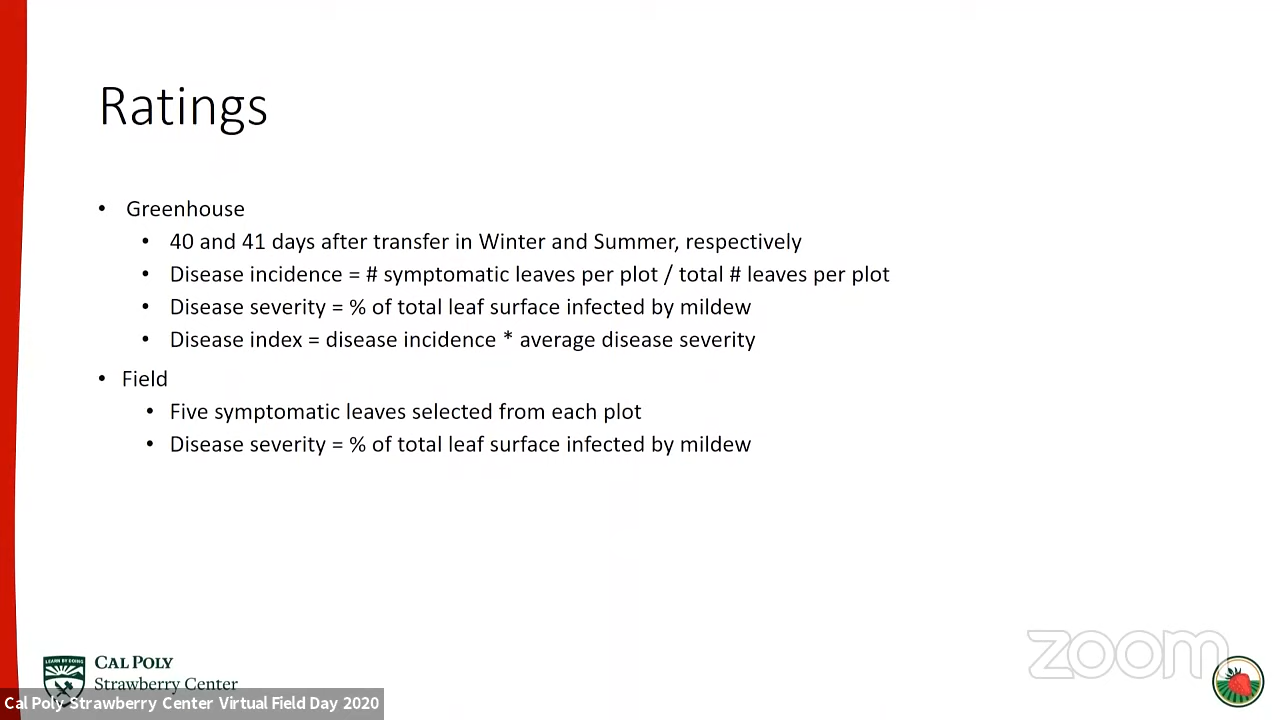 Ratings
• Greenhouse
• 40 and 41 days after transfer in Winter and Summer, respectively
• Disease incidence = # symptomatic leaves per plot / total # leaves per plot
• Disease severity = % of total leaf surface infected by mildew
• Disease index = disease incidence * average disease severity
• Field
• Five symptomatic leaves selected from each plot
• Disease severity = % of total leaf surface infected by mildew
LEARN BY DOING
CAL POLY
Strawberry Center
zoom
Cal Poly Strawberry Center Virtual Field Day 2020